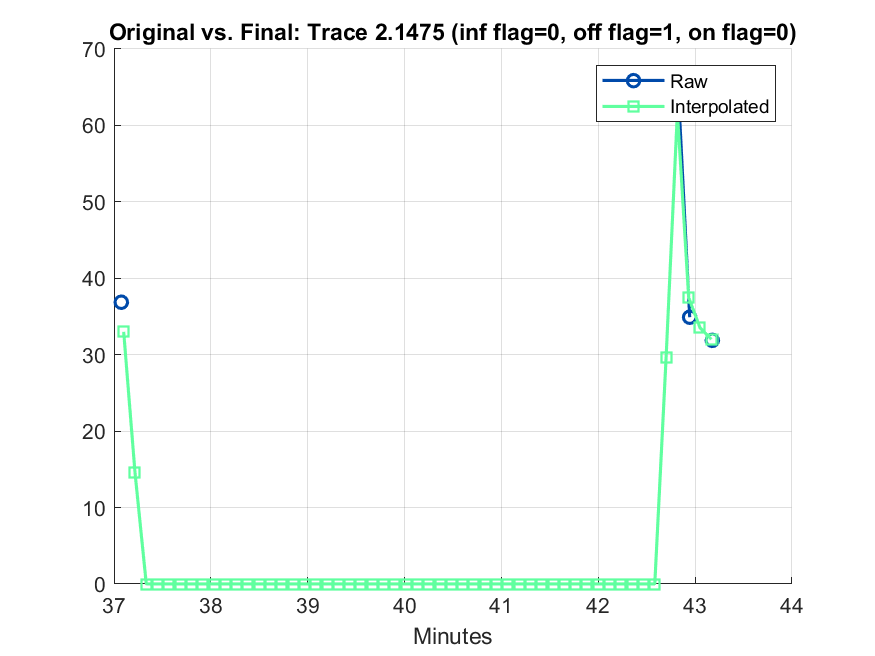 Original vs. Final: Trace 2.1475 (inf flag=0, off flag=1, on flag=0)
70
60
50
40
30
20
10
0
Raw
Interpolated
37 38 39 40 41 42 43 44
Minutes